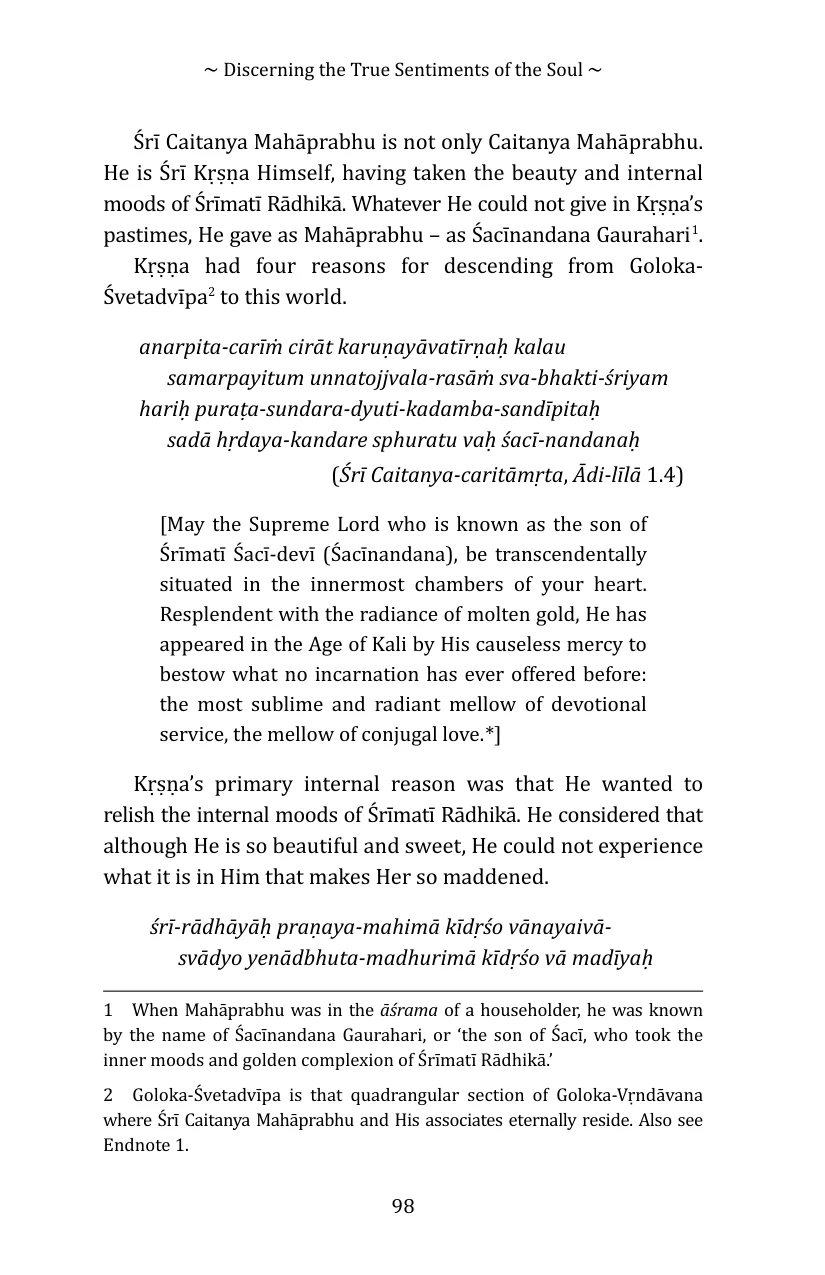 ~ Discerning the True Sentiments of the Soul ~
Śrī Caitanya Mahāprabhu is not only Caitanya Mahāprabhu.
He is Śrī Kṛṣṇa Himself, having taken the beauty and internal
moods of Śrīmatī Rādhikā. Whatever He could not give in Kṛṣṇa’s
pastimes, He gave as Mahāprabhu – as Śacīnandana Gaurahari1.
Kṛṣṇa had four reasons for descending from Goloka-
Śvetadvīpa2 to this world.
anarpita-carīṁ cirāt karuṇayāvatīrṇaḥ kalau
samarpayitum unnatojjvala-rasāṁ sva-bhakti-śriyam
hariḥ puraṭa-sundara-dyuti-kadamba-sandīpitaḥ
sadā hṛdaya-kandare sphuratu vaḥ śacī-nandanaḥ
(Śrī Caitanya-caritāmṛta, Ādi-līlā 1.4)
[May the Supreme Lord who is known as the son of
Śrīmatī Śacī-devī (Śacīnandana), be transcendentally
situated in the innermost chambers of your heart.
Resplendent with the radiance of molten gold, He has
appeared in the Age of Kali by His causeless mercy to
bestow what no incarnation has ever offered before:
the most sublime and radiant mellow of devotional
service, the mellow of conjugal love.*]
Kṛṣṇa’s primary internal reason was that He wanted to
relish the internal moods of Śrīmatī Rādhikā. He considered that
although He is so beautiful and sweet, He could not experience
what it is in Him that makes Her so maddened.
śrī-rādhāyāḥ praṇaya-mahimā kīdṛśo vānayaivā-
svādyo yenādbhuta-madhurimā kīdṛśo vā madīyaḥ
1 When Mahāprabhu was in the āśrama of a householder, he was known
by the name of Śacīnandana Gaurahari, or ‘the son of Śacī, who took the
inner moods and golden complexion of Śrīmatī Rādhikā.’
2 Goloka-Śvetadvīpa is that quadrangular section of Goloka-Vṛndāvana
where Śrī Caitanya Mahāprabhu and His associates eternally reside. Also see
Endnote 1.
98